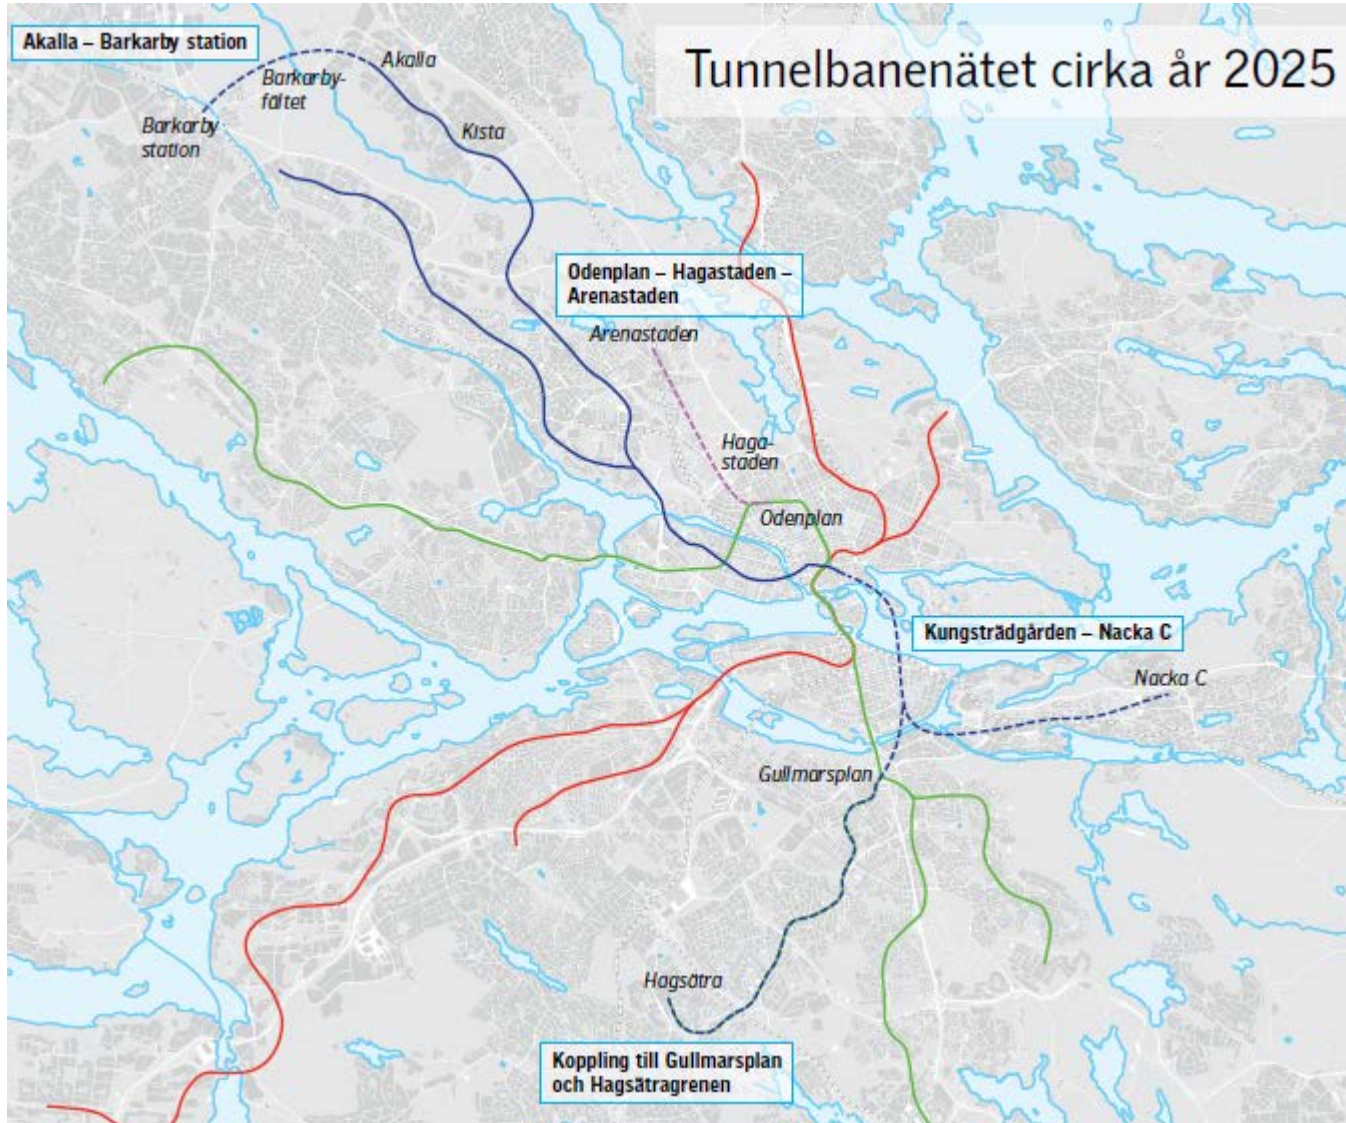 Akalla – Barkarby station
Tunnelbanenätet cirka år 2025
Akalla
Barkarby-
fältet
Kista
Barkarby
station
Odenplan – Hagastaden –
Arenastaden
Arenastaden
Haga-
staden
Odenplan
Kungsträdgården – Nacka C
Nacka C
Gullmarsplan
Hagsätra
Koppling till Gullmarsplan
och Hagsätragrenen